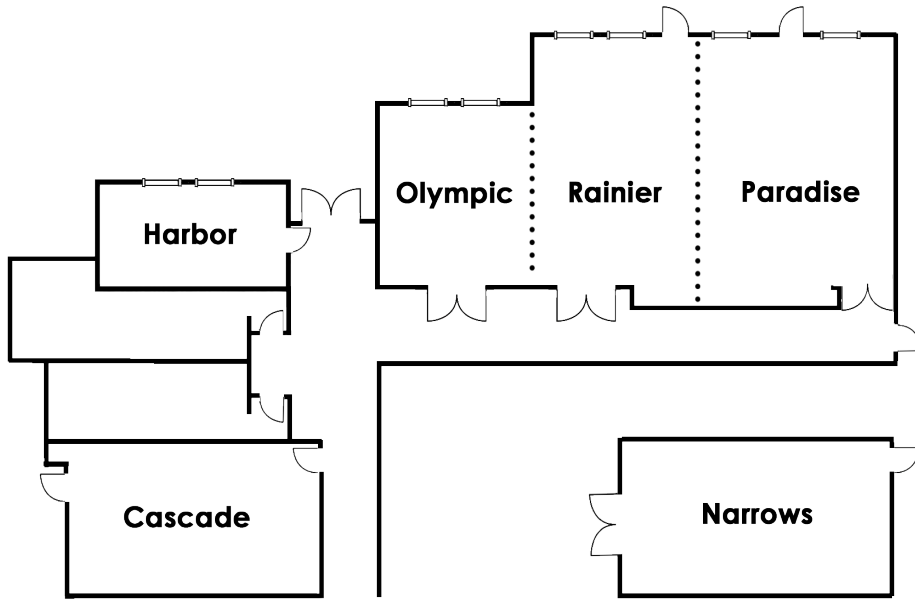 Olympic
Rainier
Paradise
Harbor
Cascade
Narrows